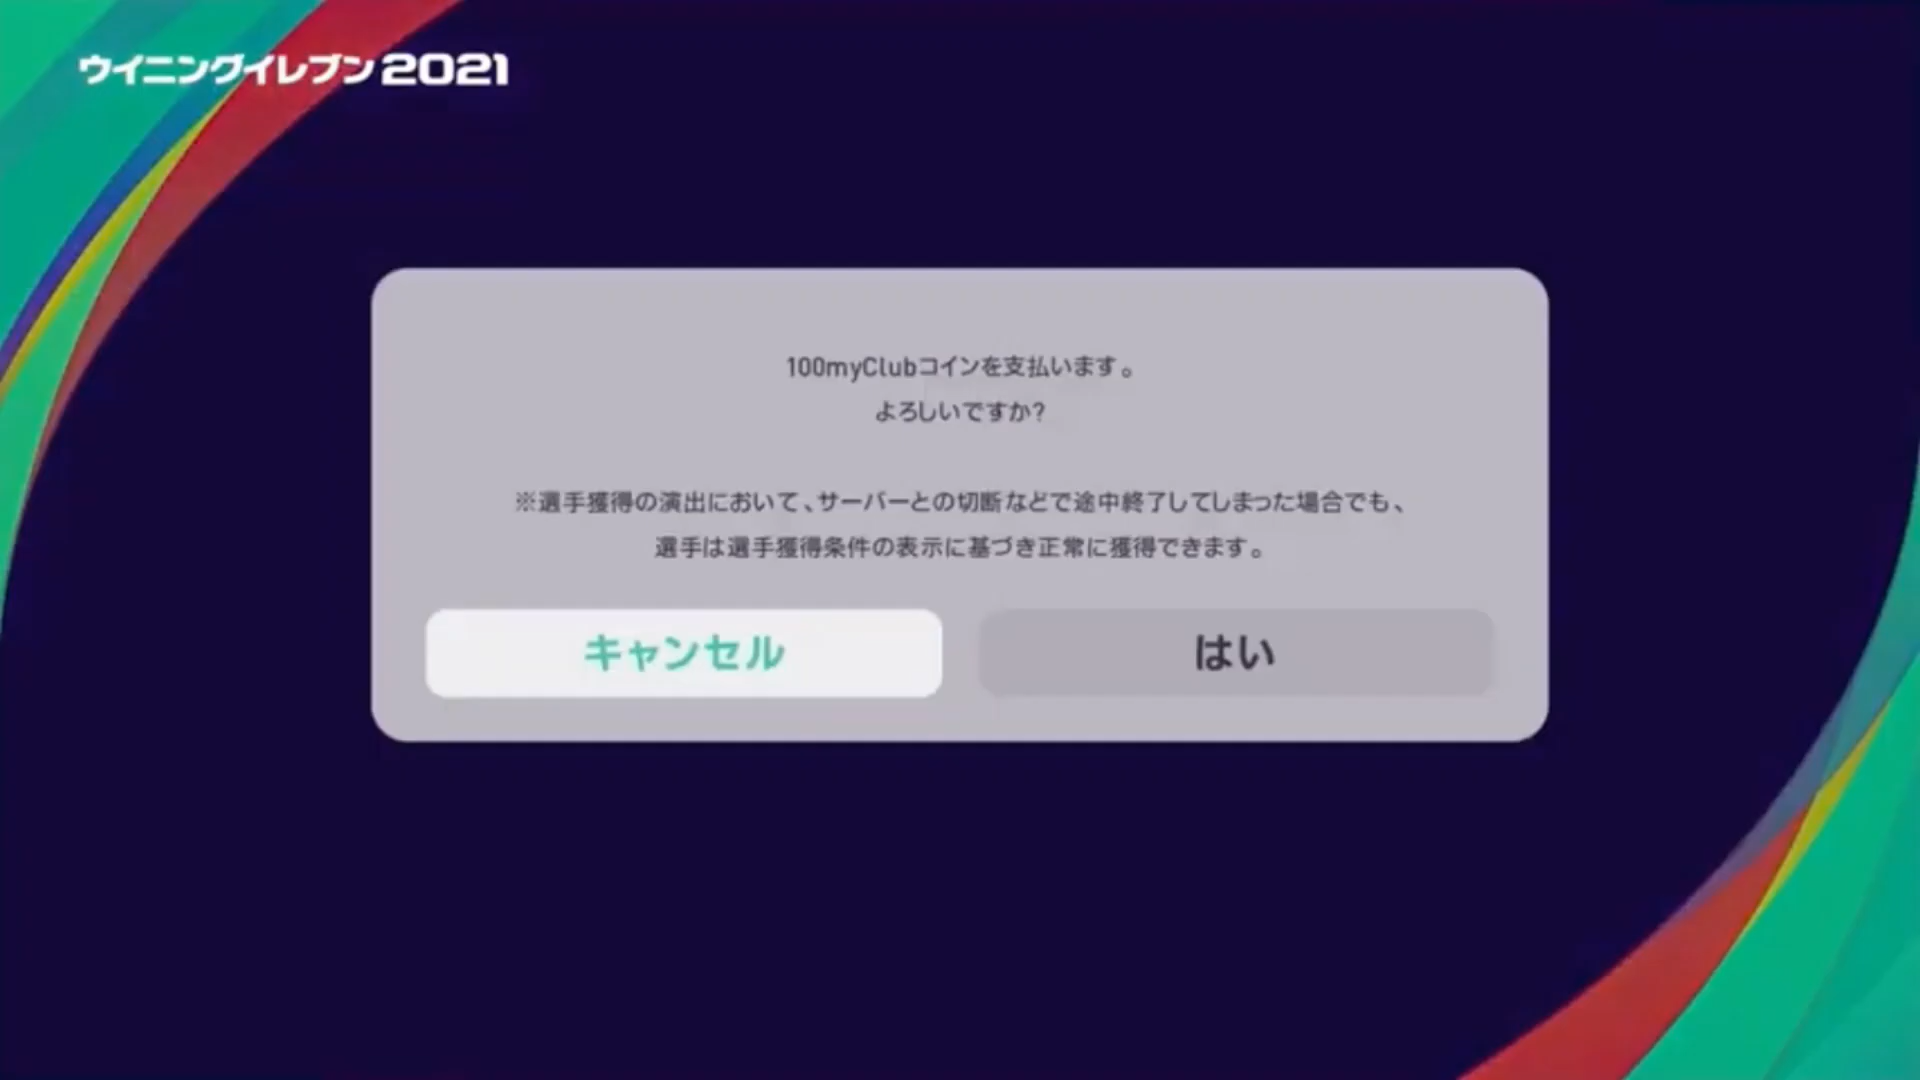 ウイニングイレブン2021
100myClubコインを支払います。
よろしいですか?
※選手獲得の演出において、サーバーとの切断などで途中終了してしまった場合でも、
選手は選手獲得条件の表示に基づき正常に獲得できます。
キャンセル
はい